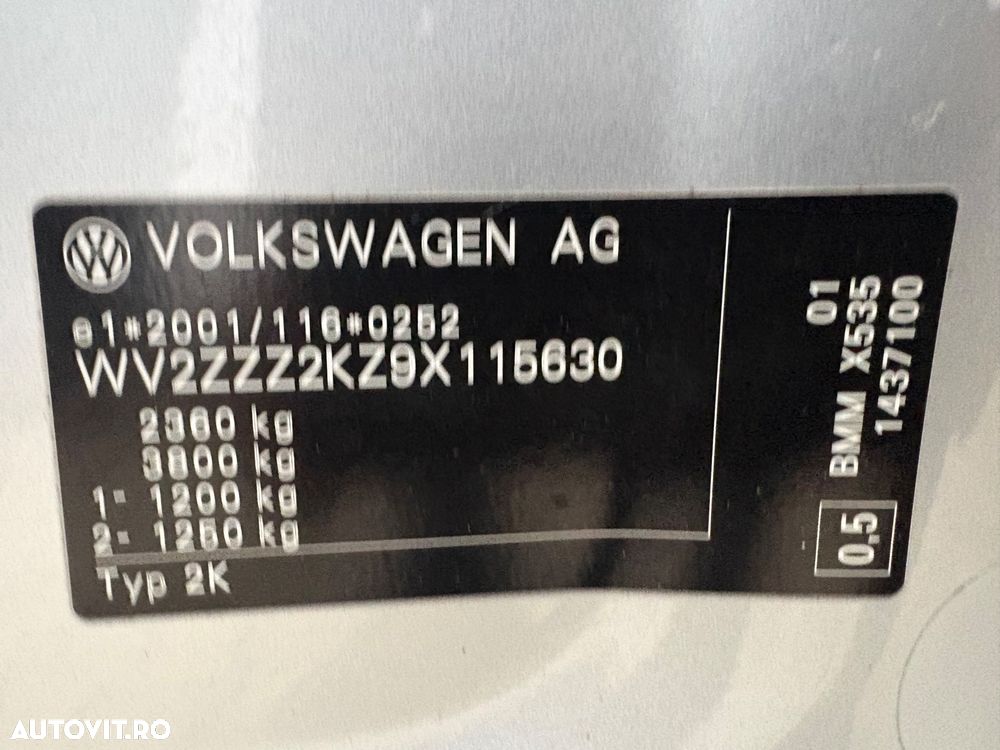 VOLKSWAGEN AG
e1*2001/116*0252
WV2ZZZ2KZ9X115630
2360 kg
3800 kg
1- 1200 kg
2- 1250 kg
Typ 2K
01
BMM X535
1437100
0.5
AUTOVIT.RO